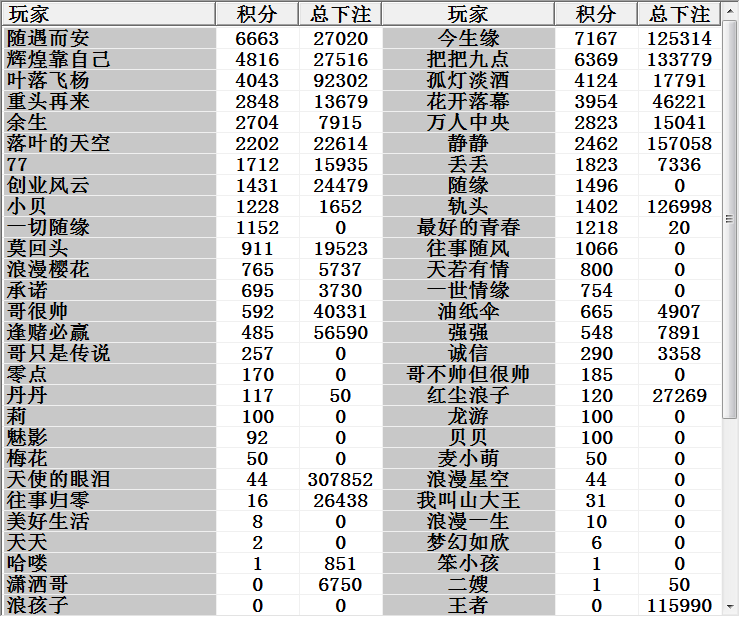 玩家 积分 总下注 玩家 积分 总下注
随遇而安 6663 27020 今生缘 7167 125314
辉煌靠自己 4816 27516 把把九点 6369 133779
叶落飞杨 4043 92302 孤灯淡酒 4124 17791
重头再来 2848 13679 花开落幕 3954 46221
余生 2704 7915 万人中央 2823 15041
落叶的天空 2202 22614 静静 2462 157058
77 1712 15935 丢丢 1823 7336
创业风云 1431 24479 随缘 1496 0
小贝 1228 1652 轨头 1402 126998
一切随缘 1152 0 最好的青春 1218 20
莫回头 911 19523 往事随风 1066 0
浪漫樱花 765 5737 天若有情 800 0
承诺 695 3730 一世情缘 754 0
哥很帅 592 40331 油纸伞 665 4907
逢赌必赢 485 56590 强强 548 7891
哥只是传说 257 0 诚信 290 3358
零点 170 0 哥不帅但很帅 185 0
丹丹 117 50 红尘浪子 120 27269
莉 100 0 龙游 100 0
魅影 92 0 贝贝 100 0
梅花 50 0 麦小萌 50 0
天使的眼泪 44 307852 浪漫星空 44 0
往事归零 16 26438 我叫山大王 31 0
美好生活 8 0 浪漫一生 10 0
天天 2 0 梦幻如欣 6 0
哈喽 1 851 笨小孩 1 0
潇洒哥 0 6750 二嫂 1 50
浪孩子 0 0 王者 0 115990